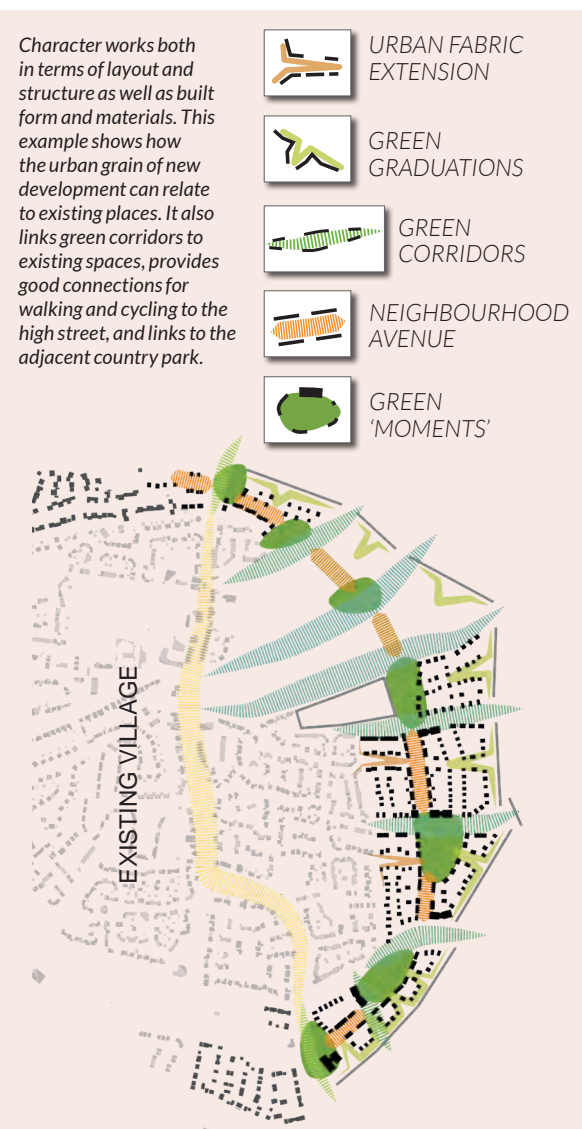 Character works both
in terms of layout and
structure as well as built
form and materials. This
example shows how
the urban grain of new
development can relate
to existing places. It also
links green corridors to
existing spaces, provides
good connections for
walking and cycling to the
high street, and links to the
adjacent country park.
URBAN FABRIC
EXTENSION
GREEN
GRADUATIONS
GREEN
CORRIDORS
NEIGHBOURHOOD
AVENUE
GREEN
‘MOMENTS’
EXISTING VILLAGE